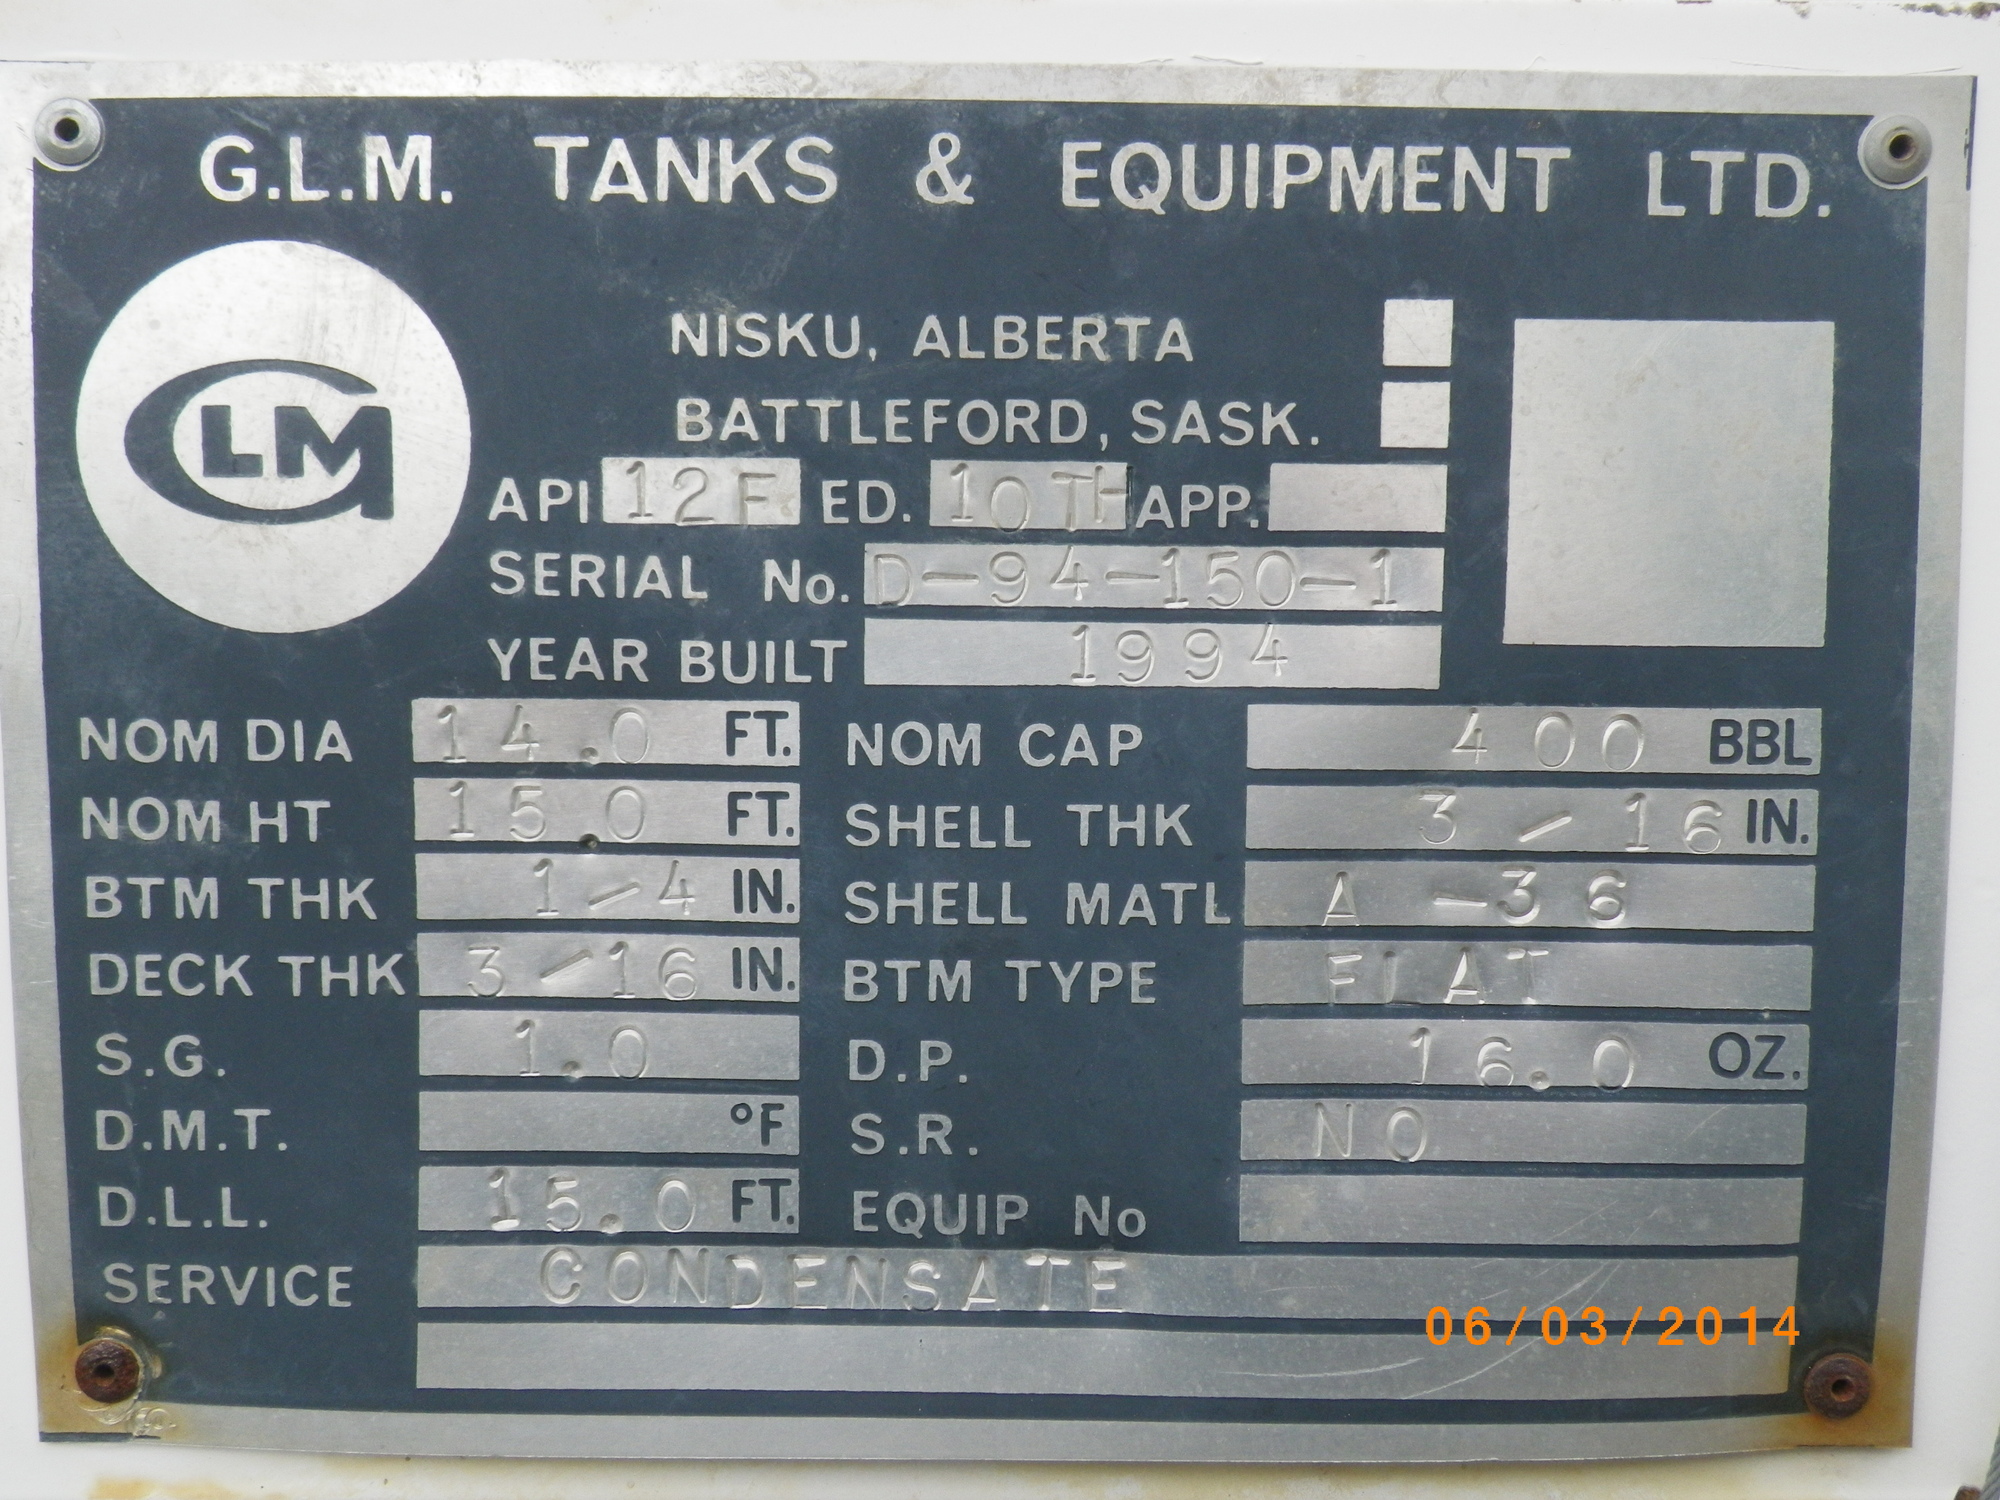 G.L.M. TANKS & EQUIPMENT LTD.
GLM
NISKU, ALBERTA
BATTLEFORD, SASK.
API 12F ED. 10TH APP.
SERIAL No. D-94-150-1
YEAR BUILT 1994
NOM DIA 14.0 FT. NOM CAP 400 BBL
NOM HT 15.0 FT. SHELL THK 3/16 IN.
BTM THK 1/4 IN. SHELL MATL A-36
DECK THK 3/16 IN. BTM TYPE FLAT
S.G. 1.0 D.P. 16.0 OZ.
D.M.T. °F S.R. NO
D.L.L. 15.0 FT. EQUIP No
SERVICE CONDENSATE
06/03/2014